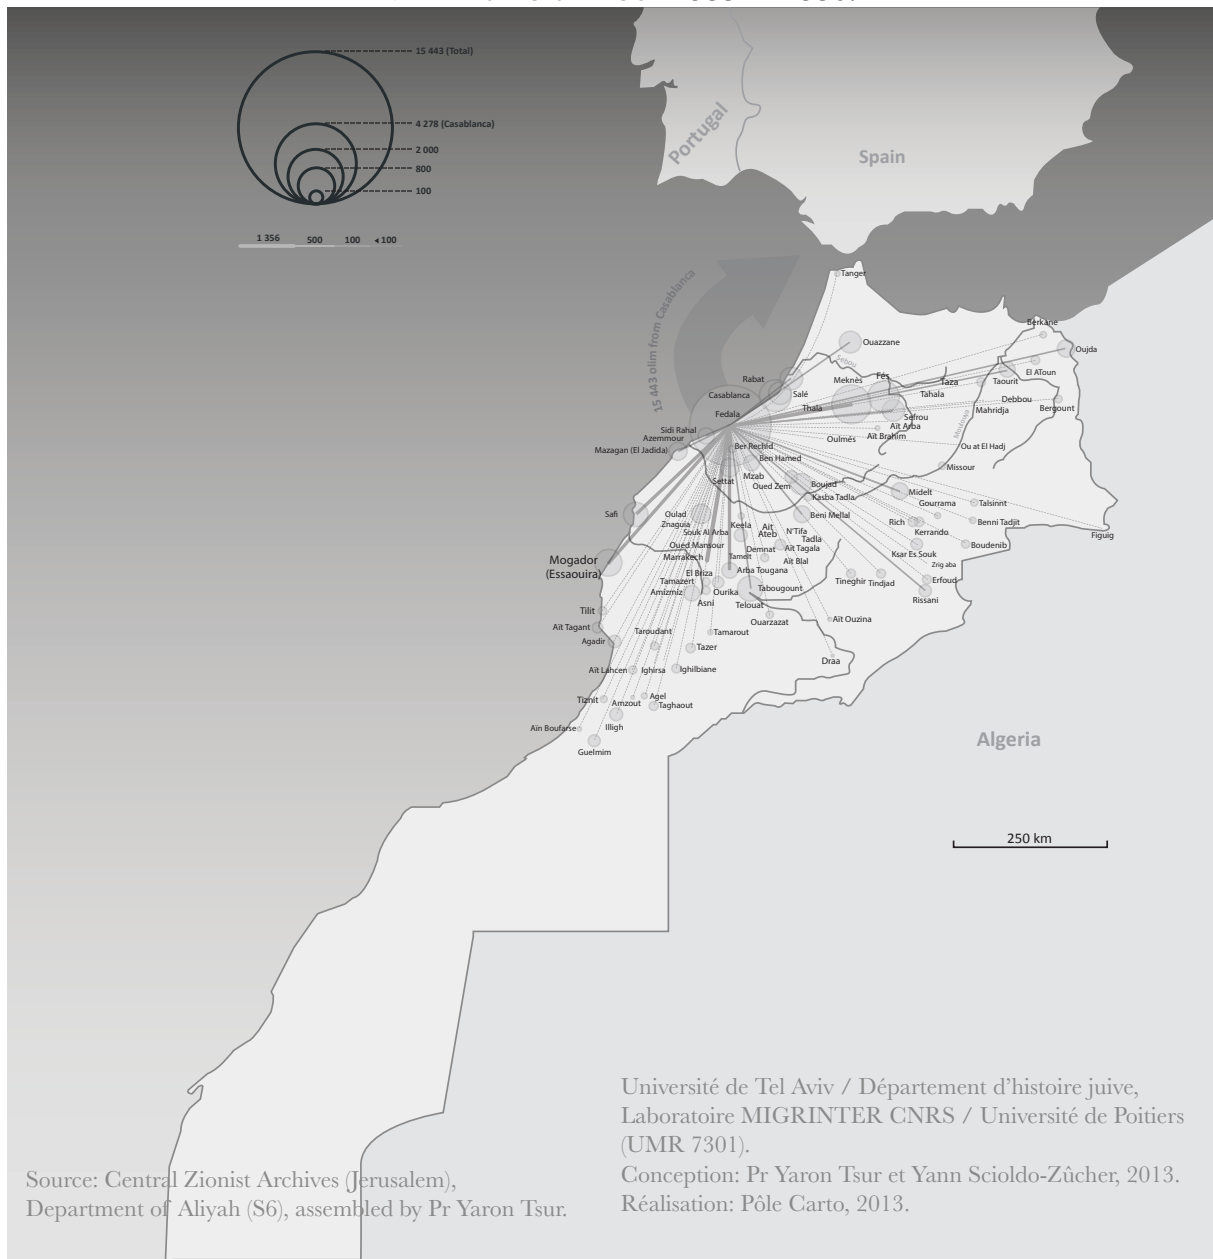 15 443 (Total)
4 278 (Casablanca)
2 000
800
100
1 356 500 100 ◂ 100
Portugal
Spain
15 443 olim from Casablanca
Tanger
Berkane
Ouazzane
Oujda
Sebou
El AToun
Rabat
Meknès
Fès
Taza
Taourit
Casablanca
Salé
Tahala
Debbou
Thala
Mahridja
Bergount
Fedala
Sefrou
Aït Arba
Sidi Rahal
Azemmour
Oulmés
Aït Brahim
Mazagan (El Jadida)
Ber Rechid
Ou at El Hadj
Ben Hamed
Missour
Mzab
Settat
Oued Zem
Boujad
Kasba Tadla
Midelt
Gourrama
Talsinnt
Safi
Oulad
Znaguia
Beni Mellal
Rich
Benni Tadjit
Keela
Souk Al Arba
Ait
Ateb
N'Tifa
Tadla
Kerrando
Figuig
Oued Mansour
Demnat
Aït Tagala
Boudenib
Marrakech
Tameit
Aït Blal
Ksar Es Souk
Mogador
(Essaouira)
Zrig aba
El Briza
Arba Tougana
Tamazert
Tineghir
Tindjad
Erfoud
Amizmiz
Ourika
Tabougount
Rissani
Asni
Telouat
Tilit
Ouarzazat
Aït Ouzina
Aït Tagant
Taroudant
Tamarout
Agadir
Tazer
Draa
Aït Lahcen
Ighirsa
Ighilbiane
Tiznit
Amzout
Agel
Taghaout
Aïn Boufarse
Illigh
Guelmim
Algeria
250 km
Université de Tel Aviv / Département d'histoire juive,
Laboratoire MIGRINTER CNRS / Université de Poitiers
(UMR 7301).
Conception: Pr Yaron Tsur et Yann Scioldo-Zûcher, 2013.
Réalisation: Pôle Carto, 2013.
Source: Central Zionist Archives (Jerusalem),
Department of Aliyah (S6), assembled by Pr Yaron Tsur.